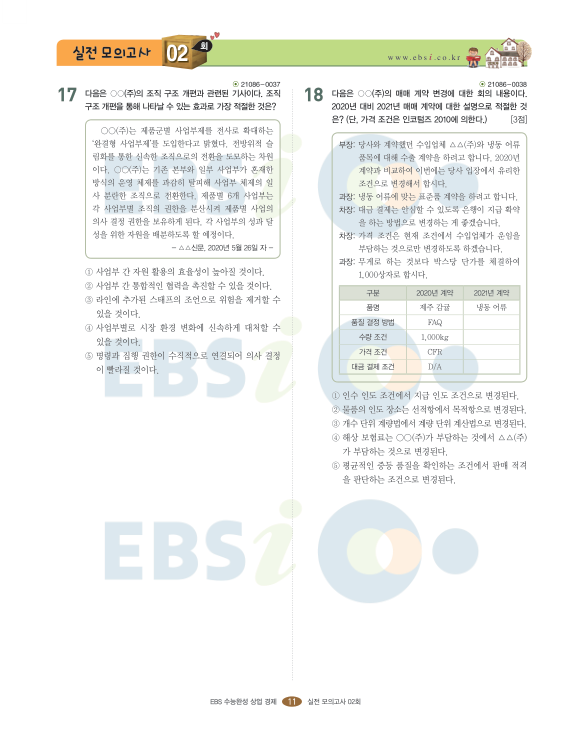 실전 모의고사 02 회
www.ebsi.co.kr
21086-0037
17 다음은 ○○(주)의 조직 구조 개편과 관련된 기사이다. 조직
구조 개편을 통해 나타날 수 있는 효과로 가장 적절한 것은?
○○(주)는 제품군별 사업부제를 전사로 확대하는
‘완결형 사업부제’를 도입한다고 밝혔다. 전방위적 슬
림화를 통한 신속한 조직으로의 전환을 도모하는 차원
이다. ○○(주)는 기존 본부와 일부 사업부가 혼재한
방식의 운영 체제를 과감히 탈피해 사업부 체제의 일
사 분란한 조직으로 전환한다. 제품별 6개 사업부는
각 사업부별 조직의 권한을 분산시켜 제품별 사업의
의사 결정 권한을 보유하게 된다. 각 사업부의 성과 달
성을 위한 자원을 배분하도록 할 예정이다.
- △△신문, 2020년 5월 26일 자 -
① 사업부 간 자원 활용의 효율성이 높아질 것이다.
② 사업부 간 통합적인 협력을 촉진할 수 있을 것이다.
③ 라인에 추가된 스태프의 조언으로 위험을 제거할 수
있을 것이다.
④ 사업부별로 시장 환경 변화에 신속하게 대처할 수
있을 것이다.
⑤ 명령과 집행 권한이 수직적으로 연결되어 의사 결정
이 빨라질 것이다.
21086-0038
18 다음은 ○○(주)의 매매 계약 변경에 대한 회의 내용이다.
2020년 대비 2021년 매매 계약에 대한 설명으로 적절한 것
은? (단, 가격 조건은 인코텀즈 2010에 의한다.) [3점]
부장: 당사와 계약했던 수입업체 △△(주)와 냉동 어류
품목에 대해 수출 계약을 하려고 합니다. 2020년
계약과 비교하여 이번에는 당사 입장에서 유리한
조건으로 변경해서 합시다.
과장: 냉동 어류에 맞는 표준품 계약을 하려고 합니다.
차장: 대금 결제는 안심할 수 있도록 은행이 지급 확약
을 하는 방법으로 변경하는 게 좋겠습니다.
차장: 가격 조건은 현재 조건에서 수입업체가 운임을
부담하는 것으로만 변경하도록 하겠습니다.
과장: 무게로 하는 것보다 박스당 단가를 체결하여
1,000상자로 합시다.
구분 2020년 계약 2021년 계약
품명 제주 감귤 냉동 어류
품질 결정 방법 FAQ
수량 조건 1,000kg
가격 조건 CFR
대금 결제 조건 D/A
① 인수 인도 조건에서 지급 인도 조건으로 변경된다.
② 물품의 인도 장소는 선적항에서 목적항으로 변경된다.
③ 개수 단위 계량법에서 계량 단위 계산법으로 변경된다.
④ 해상 보험료는 ○○(주)가 부담하는 것에서 △△(주)
가 부담하는 것으로 변경된다.
⑤ 평균적인 중등 품질을 확인하는 조건에서 판매 적격
을 판단하는 조건으로 변경된다.
EBSi
EBSi
EBS 수능완성 상업 경제 11 실전 모의고사 02회